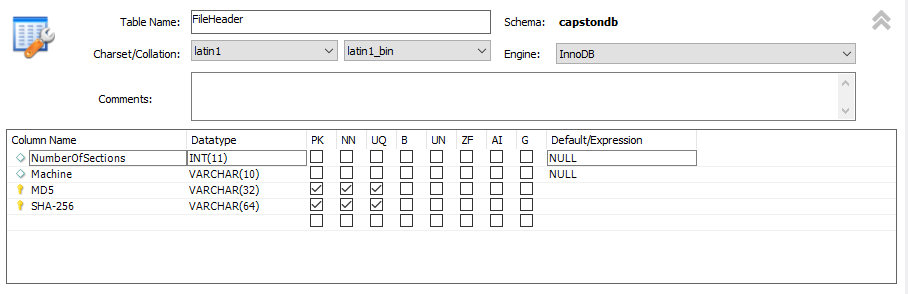 Table Name: FileHeader Schema: capstondb
Charset/Collation: latin1 latin1_bin Engine: InnoDB
Comments:
Column Name Datatype PK NN UQ B UN ZF AI G Default/Expression
NumberOfSections INT(11) NULL
Machine VARCHAR(10) NULL
MD5 VARCHAR(32)
SHA-256 VARCHAR(64)